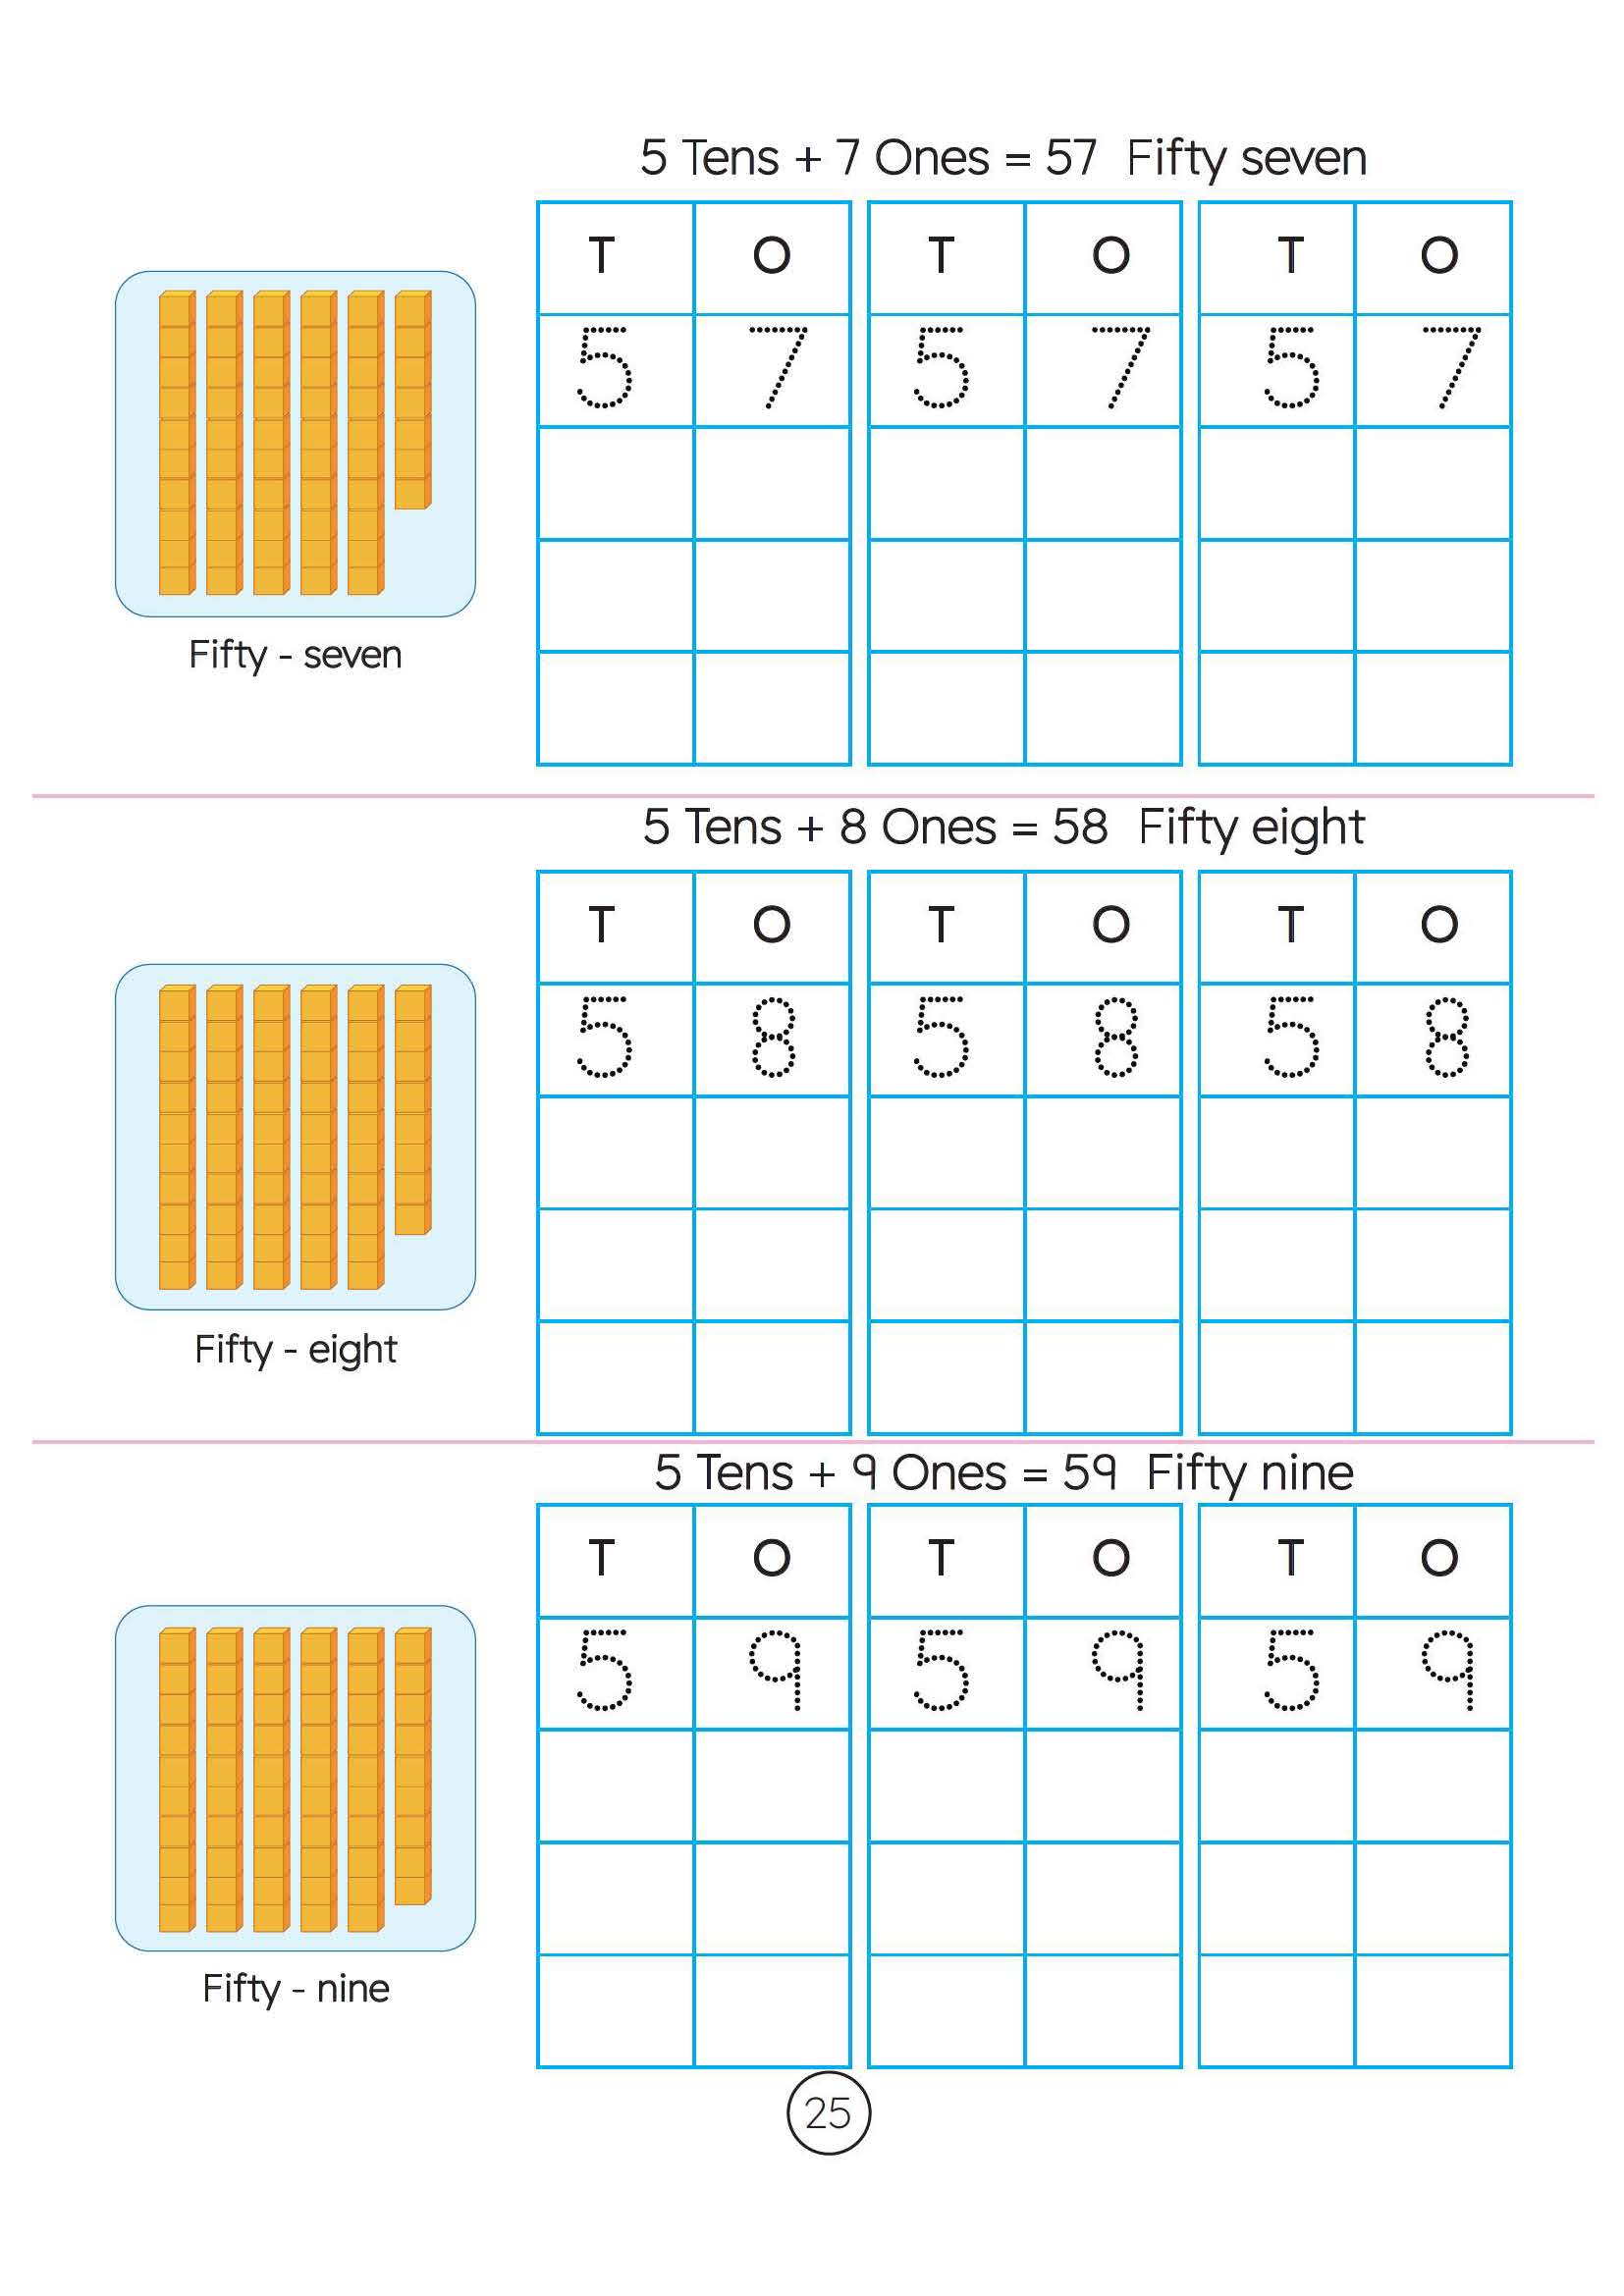 5 Tens + 7 Ones = 57 Fifty seven
T O T O T O
5 7 5 7 5 7
Fifty - seven
5 Tens + 8 Ones = 58 Fifty eight
T O T O T O
5 8 5 8 5 8
Fifty - eight
5 Tens + 9 Ones = 59 Fifty nine
T O T O T O
5 9 5 9 5 9
Fifty - nine
25